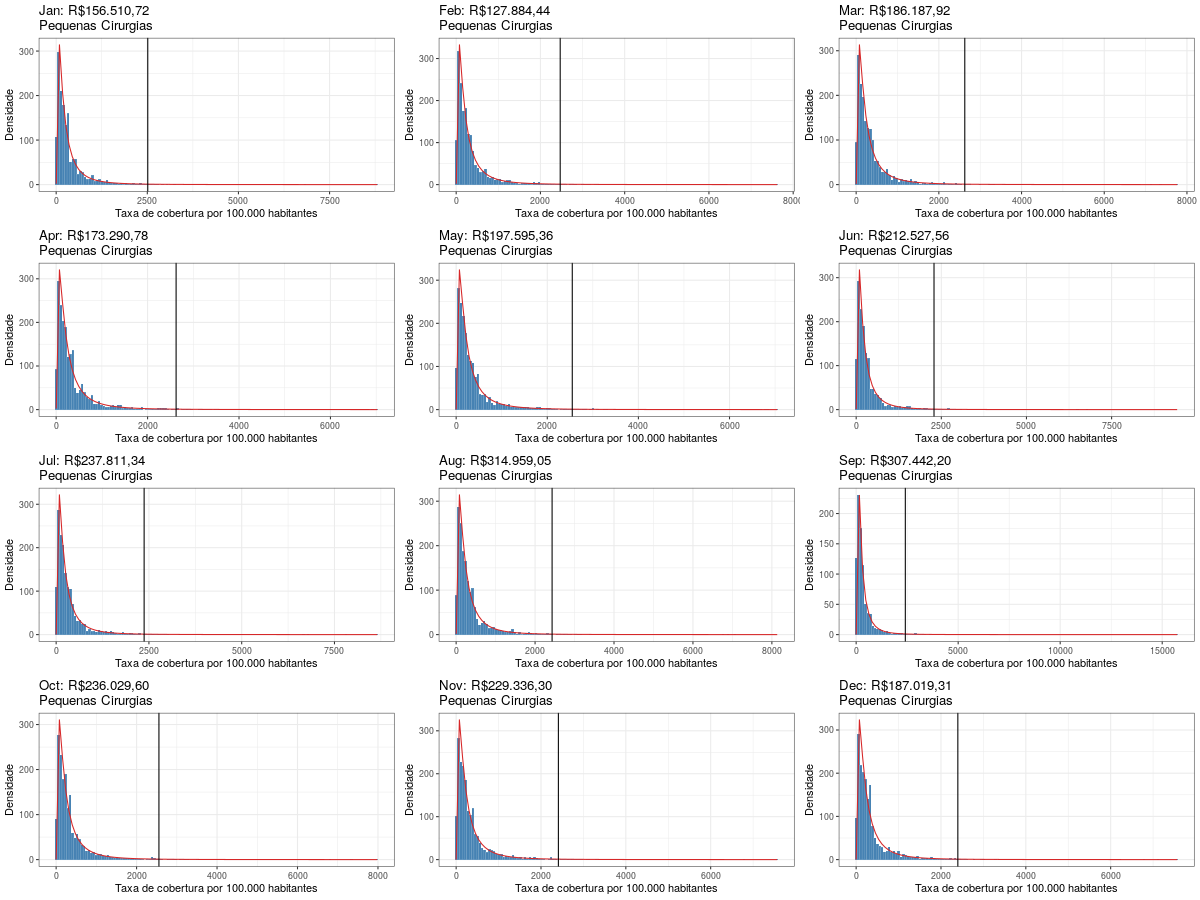 Jan: R$156.510,72
Pequenas Cirurgias
Densidade
300
200
100
0
0
2500
5000
7500
Taxa de cobertura por 100.000 habitantes
Feb: R$127.884,44
Pequenas Cirurgias
Densidade
300
200
100
0
0
2000
4000
6000
8000
Taxa de cobertura por 100.000 habitantes
Mar: R$186.187,92
Pequenas Cirurgias
Densidade
300
200
100
0
0
2000
4000
6000
8000
Taxa de cobertura por 100.000 habitantes
Apr: R$173.290,78
Pequenas Cirurgias
Densidade
300
200
100
0
0
2000
4000
6000
Taxa de cobertura por 100.000 habitantes
May: R$197.595,36
Pequenas Cirurgias
Densidade
300
200
100
0
0
2000
4000
6000
Taxa de cobertura por 100.000 habitantes
Jun: R$212.527,56
Pequenas Cirurgias
Densidade
300
200
100
0
0
2500
5000
7500
Taxa de cobertura por 100.000 habitantes
Jul: R$237.811,34
Pequenas Cirurgias
Densidade
300
200
100
0
0
2500
5000
7500
Taxa de cobertura por 100.000 habitantes
Aug: R$314.959,05
Pequenas Cirurgias
Densidade
300
200
100
0
0
2000
4000
6000
8000
Taxa de cobertura por 100.000 habitantes
Sep: R$307.442,20
Pequenas Cirurgias
Densidade
200
150
100
50
0
0
5000
10000
15000
Taxa de cobertura por 100.000 habitantes
Oct: R$236.029,60
Pequenas Cirurgias
Densidade
300
200
100
0
0
2000
4000
6000
8000
Taxa de cobertura por 100.000 habitantes
Nov: R$229.336,30
Pequenas Cirurgias
Densidade
300
200
100
0
0
2000
4000
6000
Taxa de cobertura por 100.000 habitantes
Dec: R$187.019,31
Pequenas Cirurgias
Densidade
300
200
100
0
0
2000
4000
6000
Taxa de cobertura por 100.000 habitantes